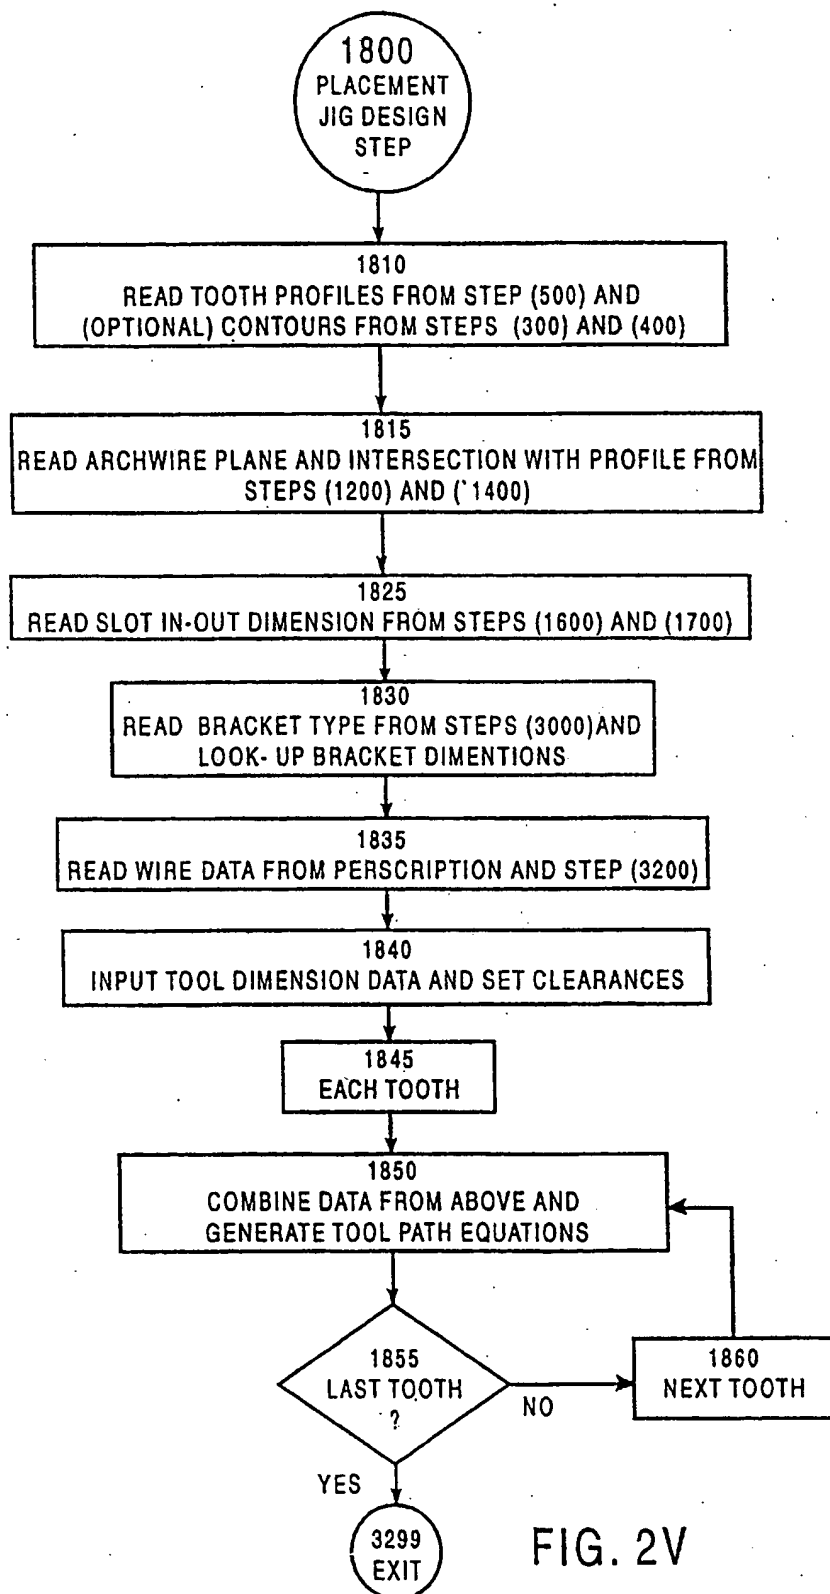 1800
PLACEMENT
JIG DESIGN
STEP
1810
READ TOOTH PROFILES FROM STEP (500) AND
(OPTIONAL) CONTOURS FROM STEPS (300) AND (400)
1815
READ ARCHWIRE PLANE AND INTERSECTION WITH PROFILE FROM
STEPS (1200) AND (1400)
1825
READ SLOT IN-OUT DIMENSION FROM STEPS (1600) AND (1700)
1830
READ BRACKET TYPE FROM STEPS (3000)AND
LOOK- UP BRACKET DIMENTIONS
1835
READ WIRE DATA FROM PERSCRIPTION AND STEP (3200)
1840
INPUT TOOL DIMENSION DATA AND SET CLEARANCES
1845
EACH TOOTH
1850
COMBINE DATA FROM ABOVE AND
GENERATE TOOL PATH EQUATIONS
1855
LAST TOOTH
?
NO
1860
NEXT TOOTH
YES
3299
EXIT
FIG. 2V